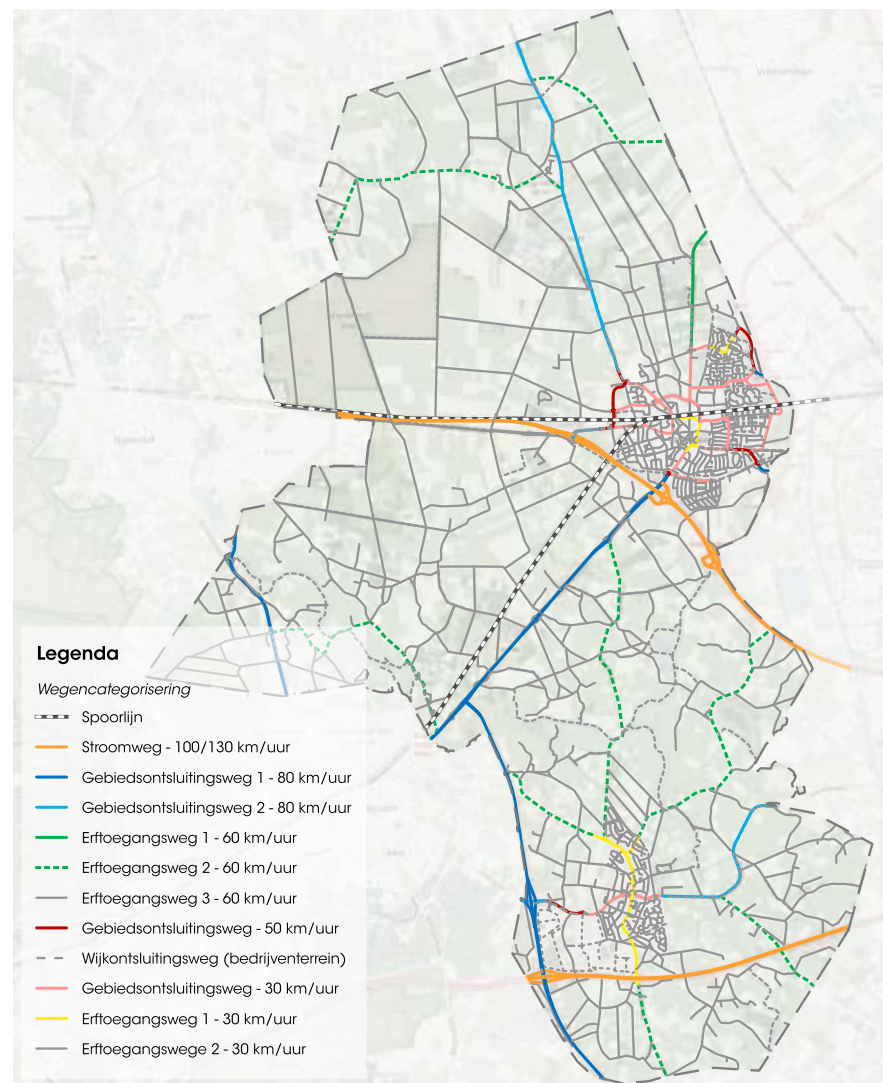 Legenda
Wegencategorisering
Spoorlijn
Stroomweg - 100/130 km/uur
Gebiedsontsluitingsweg 1 - 80 km/uur
Gebiedsontsluitingsweg 2 - 80 km/uur
Erftoegangsweg 1 - 60 km/uur
Erftoegangsweg 2 - 60 km/uur
Erftoegangsweg 3 - 60 km/uur
Gebiedsontsluitingsweg - 50 km/uur
Wijkontsluitingsweg (bedrijventerrein)
Gebiedsontsluitingsweg - 30 km/uur
Erftoegangsweg 1 - 30 km/uur
Erftoegangswege 2 - 30 km/uur